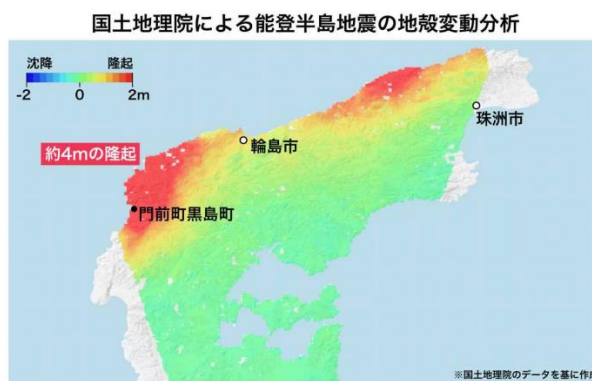 国土地理院による能登半島地震の地殻変動分析
沈降 隆起
-2 0 2m
珠洲市
輪島市
約4mの隆起
門前町黒島町
※国土地理院のデータを基に作成